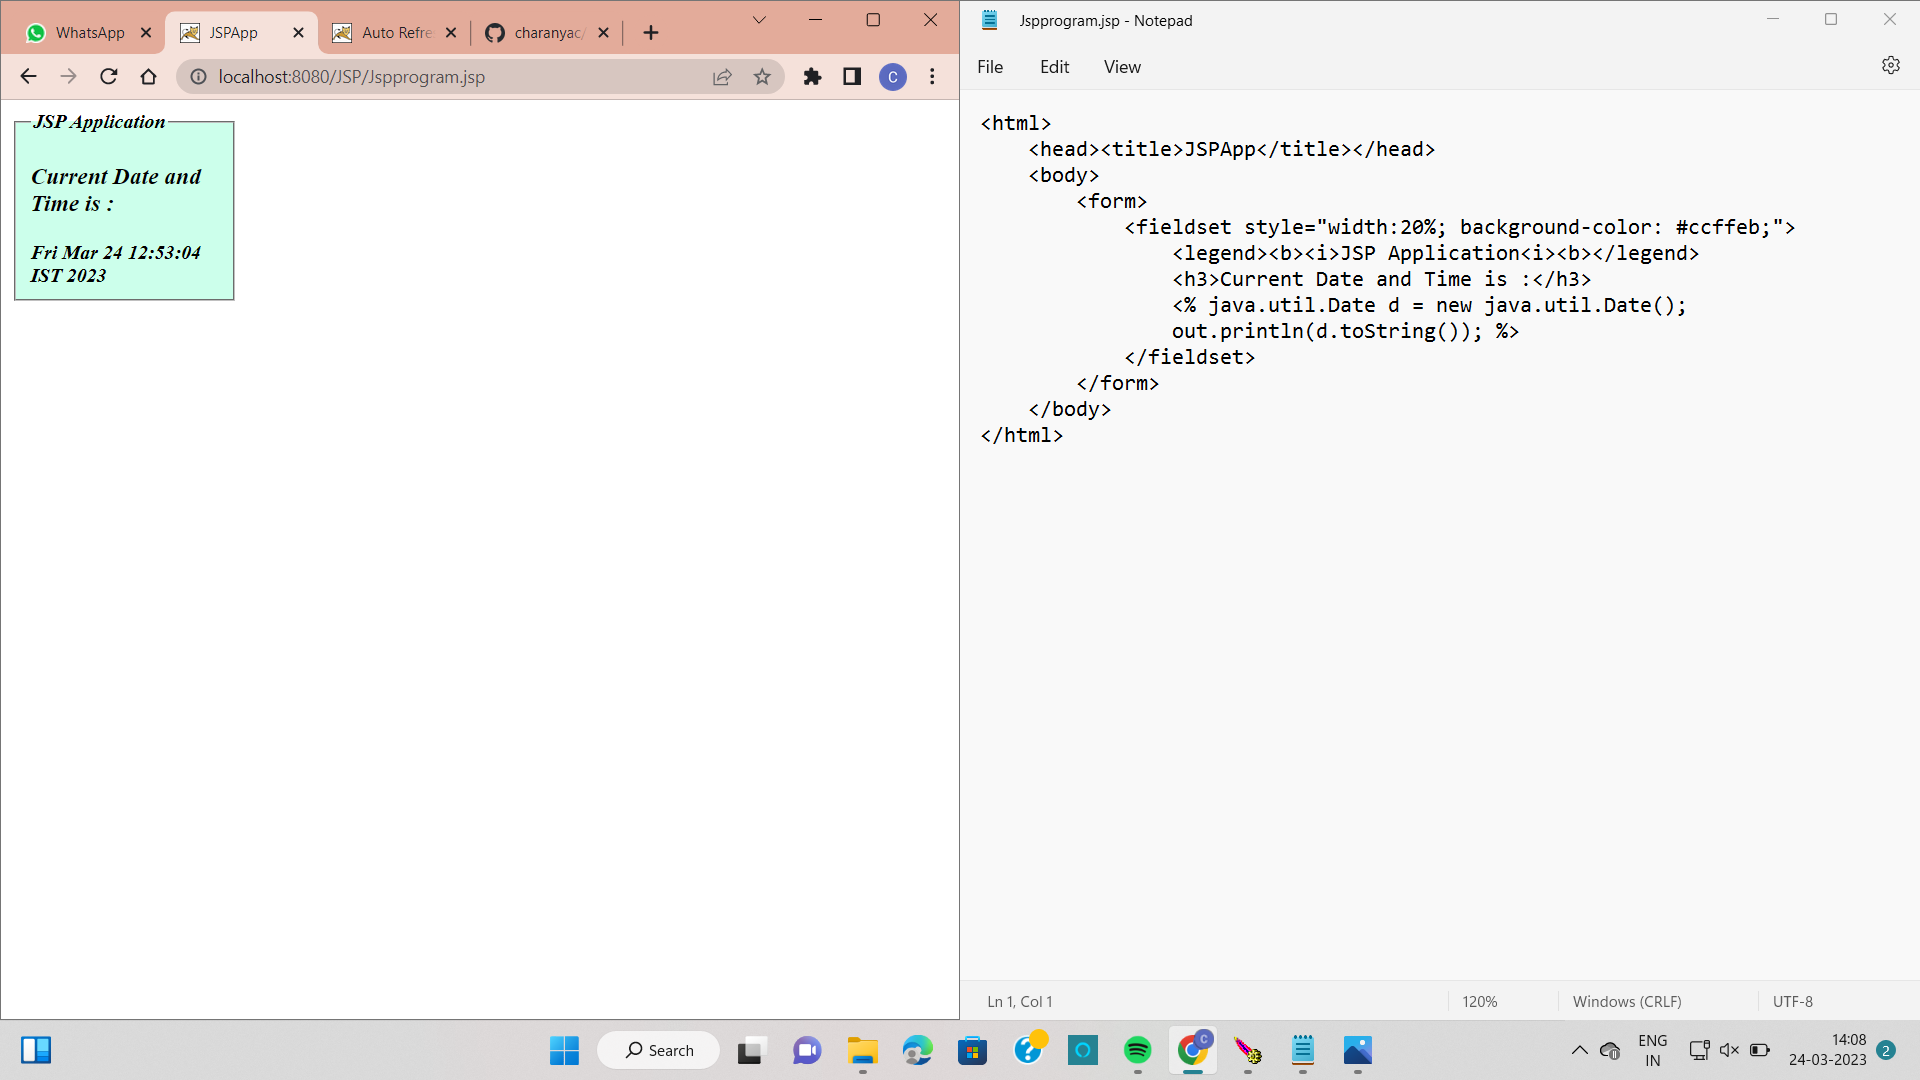 WhatsApp
JSPApp
Auto Refre
charanyac/
localhost:8080/JSP/Jspprogram.jsp
C
JSP Application
Current Date and
Time is :
Fri Mar 24 12:53:04
IST 2023
Jspprogram.jsp - Notepad
File Edit View
<html>
<head><title>JSPApp</title></head>
<body>
<form>
<fieldset style="width:20%; background-color: #ccffeb;">
<legend><b><i>JSP Application<i><b></legend>
<h3>Current Date and Time is :</h3>
<% java.util.Date d = new java.util.Date();
out.println(d.toString()); %>
</fieldset>
</form>
</body>
</html>
Ln 1, Col 1 120% Windows (CRLF) UTF-8
Search
C
ENG
IN
14:08
24-03-2023
2